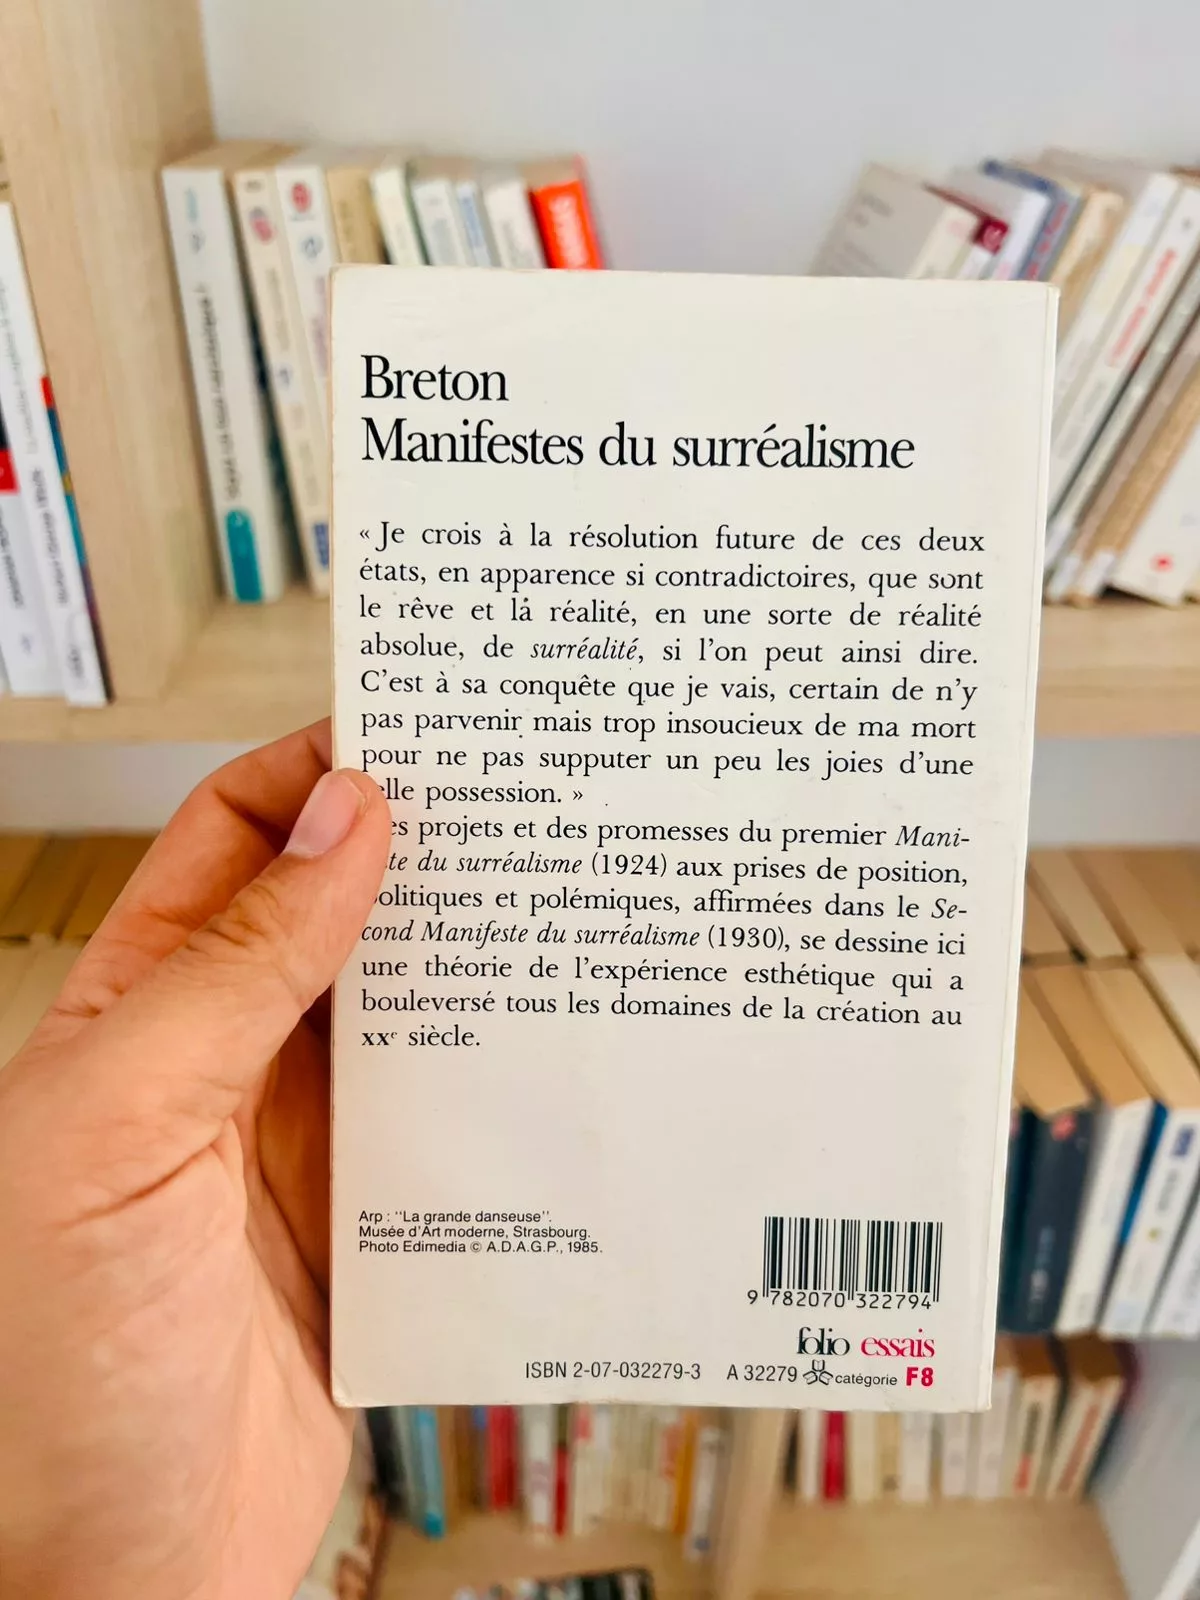 Breton
Manifestes du surréalisme
« Je crois à la résolution future de ces deux
états, en apparence si contradictoires, que sont
le rêve et la réalité, en une sorte de réalité
absolue, de surréalité, si l'on peut ainsi dire.
C'est à sa conquête que je vais, certain de n'y
pas parvenir mais trop insoucieux de ma mort
pour ne pas supputer un peu les joies d'une
elle possession. »
es projets et des promesses du premier Mani-
te du surréalisme (1924) aux prises de position,
olitiques et polémiques, affirmées dans le Se-
cond Manifeste du surréalisme (1930), se dessine ici
une théorie de l'expérience esthétique qui a
bouleversé tous les domaines de la création au
XXe siècle.
Arp : "La grande danseuse".
Musée d'Art moderne, Strasbourg.
Photo Edimedia © A.D.A.G.P., 1985.
9 782070 322794
folio essais
ISBN 2-07-032279-3 A 32279 catégorie F8